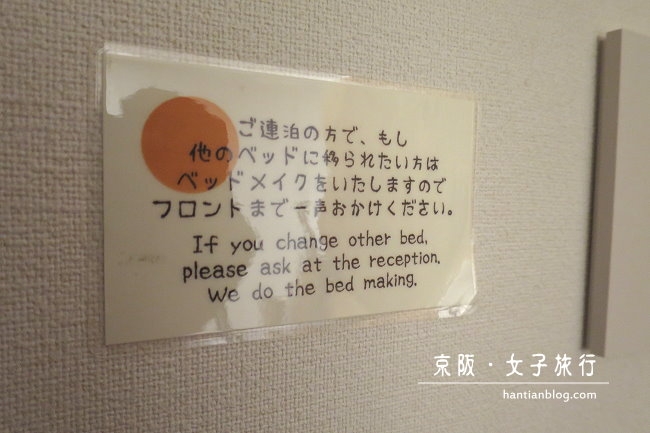 ご連泊の方で、もし
他のベッドに移られたい方は
ベッドメイクをいたしますので
フロントまで一声おかけください。
If you change other bed,
please ask at the reception.
We do the bed making.
京阪・女子旅行
hantianblog.com